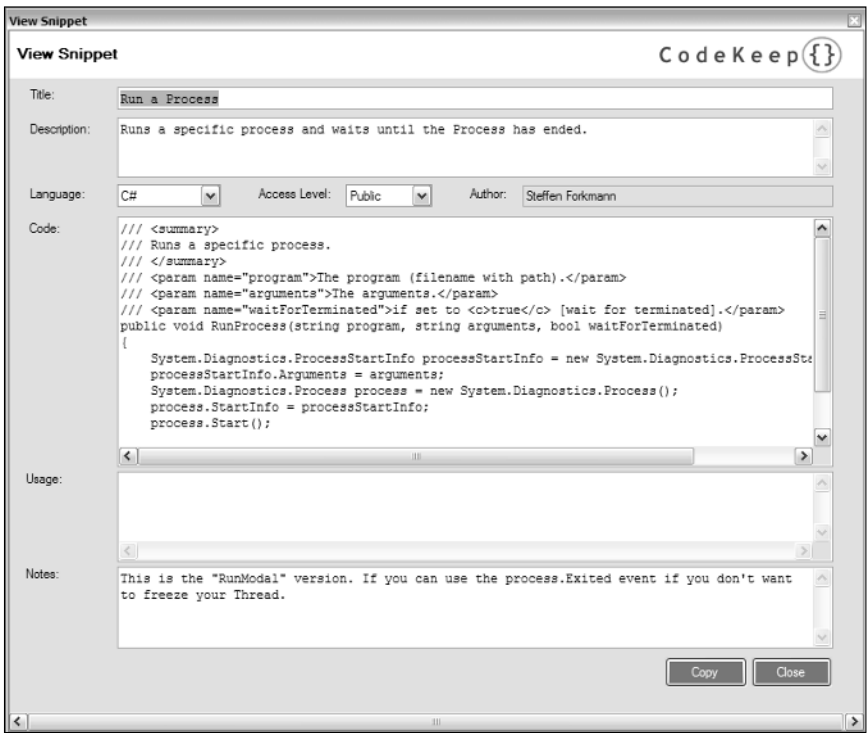 View Snippet
View Snippet
CodeKeep{}
Title:
Run a Process
Description:
Runs a specific process and waits until the Process has ended.
Language:
C#
Access Level:
Public
Author:
Steffen Forkmann
Code:
/// <summary>
/// Runs a specific process.
/// </summary>
/// <param name="program">The program (filename with path).</param>
/// <param name="arguments">The arguments.</param>
/// <param name="waitForTerminated">if set to <c>true</c> [wait for terminated].</param>
public void RunProcess(string program, string arguments, bool waitForTerminated)
{
    System.Diagnostics.ProcessStartInfo processStartInfo = new System.Diagnostics.ProcessSta
    processStartInfo.Arguments = arguments;
    System.Diagnostics.Process process = new System.Diagnostics.Process();
    process.StartInfo = processStartInfo;
    process.Start();
Usage:
Notes:
This is the "RunModal" version. If you can use the process.Exited event if you don't want
to freeze your Thread.
Copy
Close